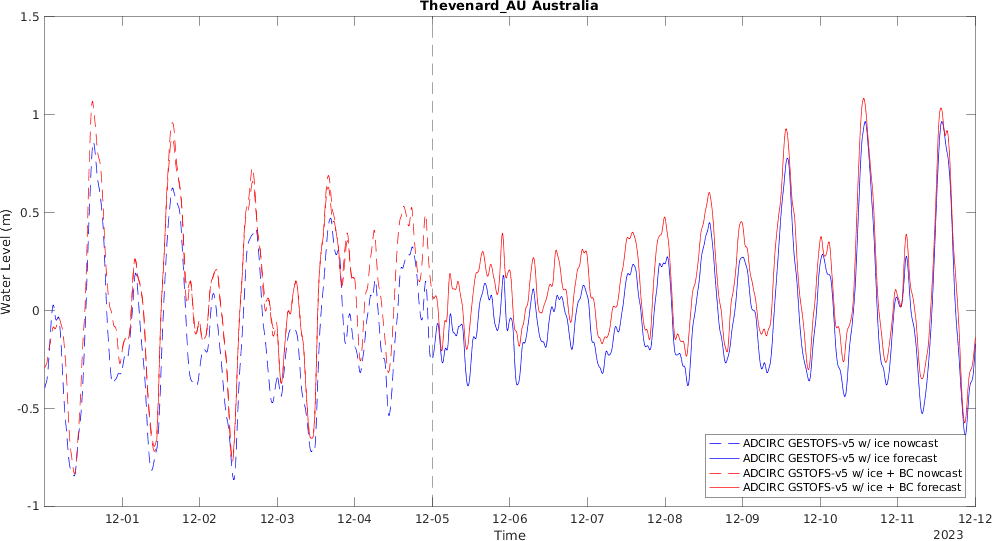 Thevenard_AU Australia
1.5
1
0.5
0
-0.5
-1
Water Level (m)
12-01 12-02 12-03 12-04 12-05 12-06 12-07 12-08 12-09 12-10 12-11 12-12
Time
2023
ADCIRC GESTOFS-v5 w/ ice nowcast
ADCIRC GESTOFS-v5 w/ ice forecast
ADCIRC GSTOFS-v5 w/ ice + BC nowcast
ADCIRC GSTOFS-v5 w/ ice + BC forecast